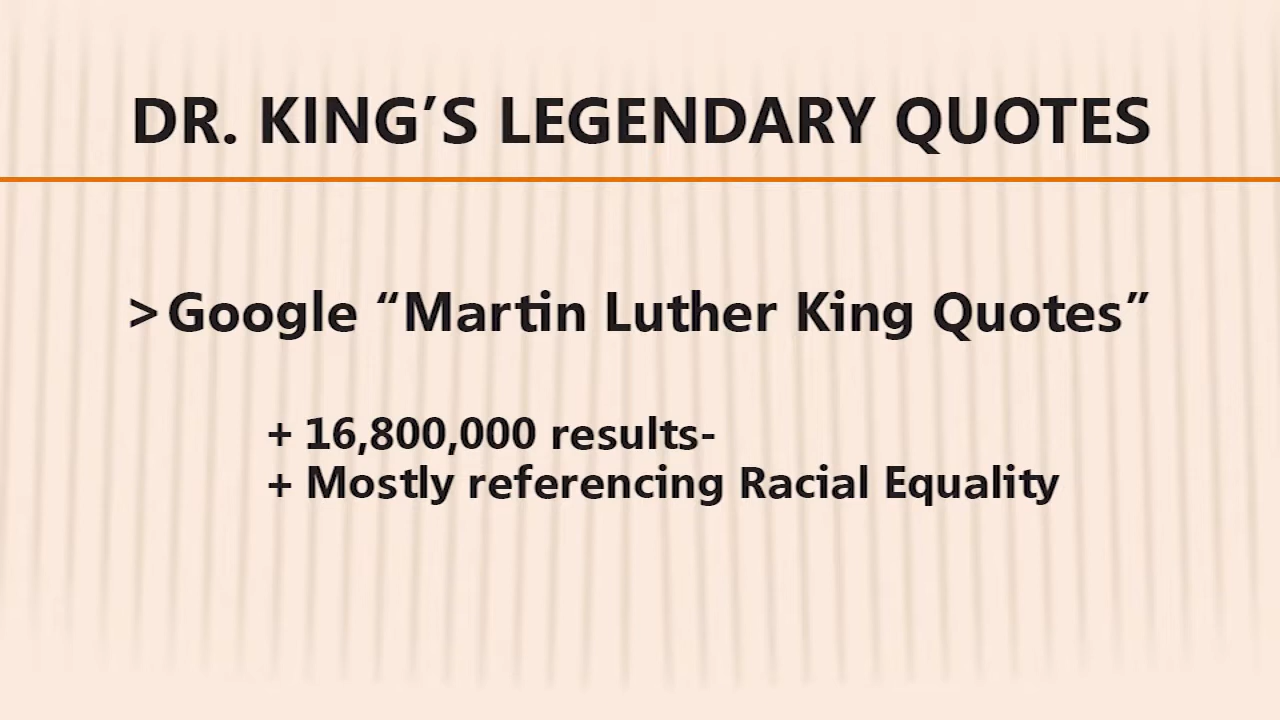 DR. KING’S LEGENDARY QUOTES
>Google “Martin Luther King Quotes”
+ 16,800,000 results-
+ Mostly referencing Racial Equality